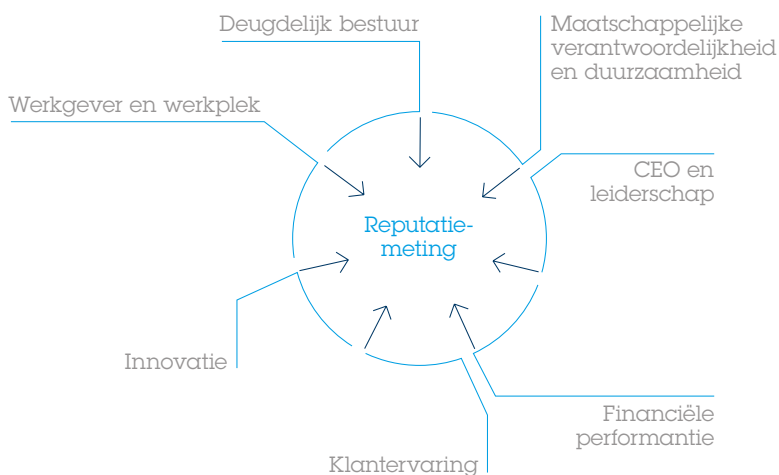 Deugdelijk bestuur
Maatschappelijke
verantwoordelijkheid
en duurzaamheid
Werkgever en werkplek
CEO en
leiderschap
Reputatie-
meting
Innovatie
Financiële
performantie
Klantervaring